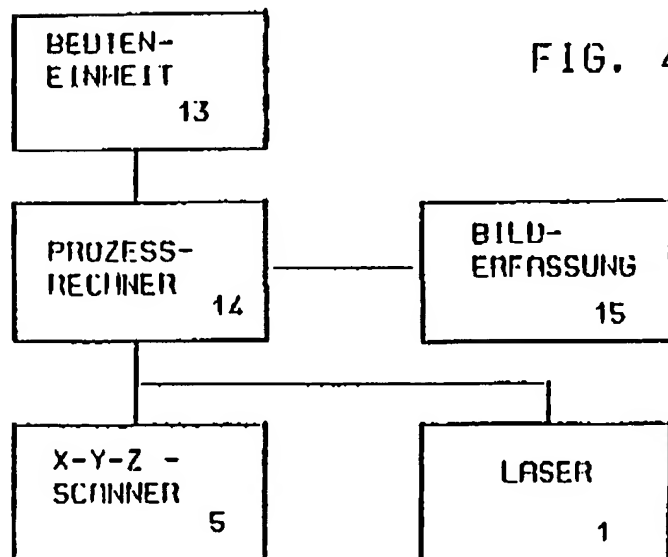 FIG. 4
BEDIEN-
EINHEIT
13
PROZESS-
RECHNER
14
BILD-
ERFASSUNG
15
X-Y-Z -
SCANNER
5
LASER
1